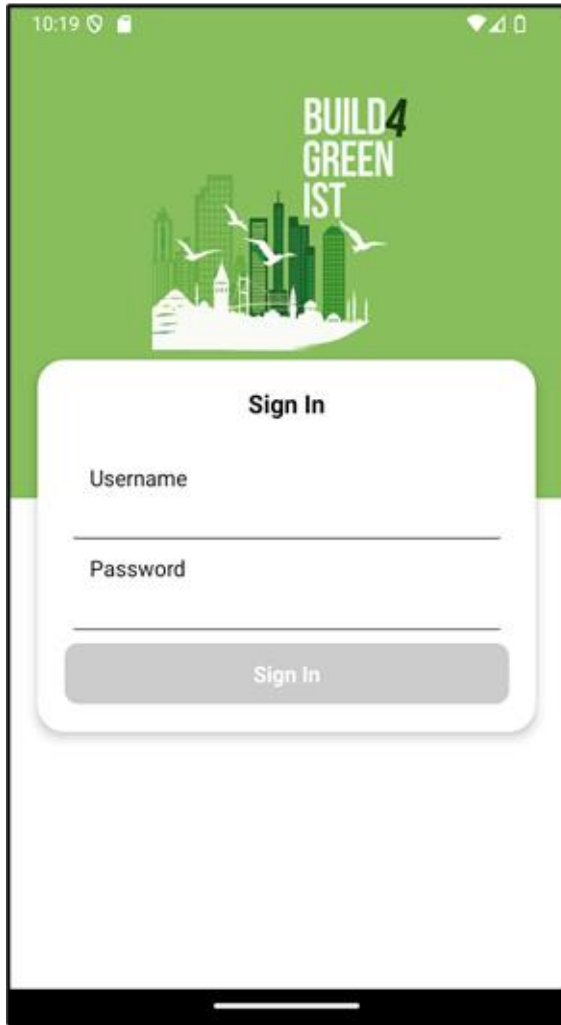 10:19
BUILD4
GREEN
IST
Sign In
Username
Password
Sign In